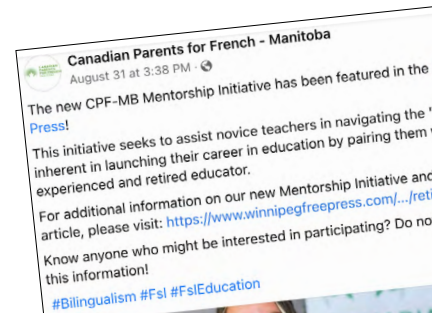 Canadian Parents for French - Manitoba
August 31 at 3:38 PM ·
The new CPF-MB Mentorship Initiative has been featured in the
Press!
This initiative seeks to assist novice teachers in navigating the "
inherent in launching their career in education by pairing them
experienced and retired educator.
For additional information on our new Mentorship Initiative and
article, please visit: https://www.winnipegfreepress.com/.../reti
Know anyone who might be interested in participating? Do no
this information!
#Bilingualism #Fsl #FslEducation